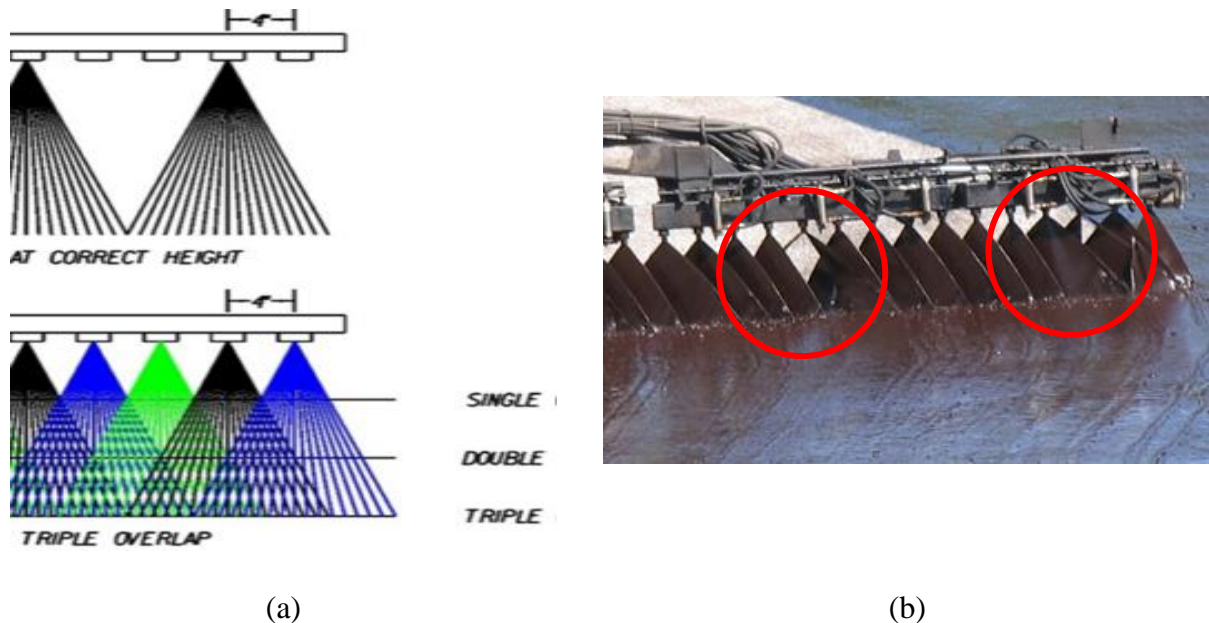 4"
AT CORRECT HEIGHT
4"
SINGLE
DOUBLE
TRIPLE
TRIPLE OVERLAP
(a)
(b)